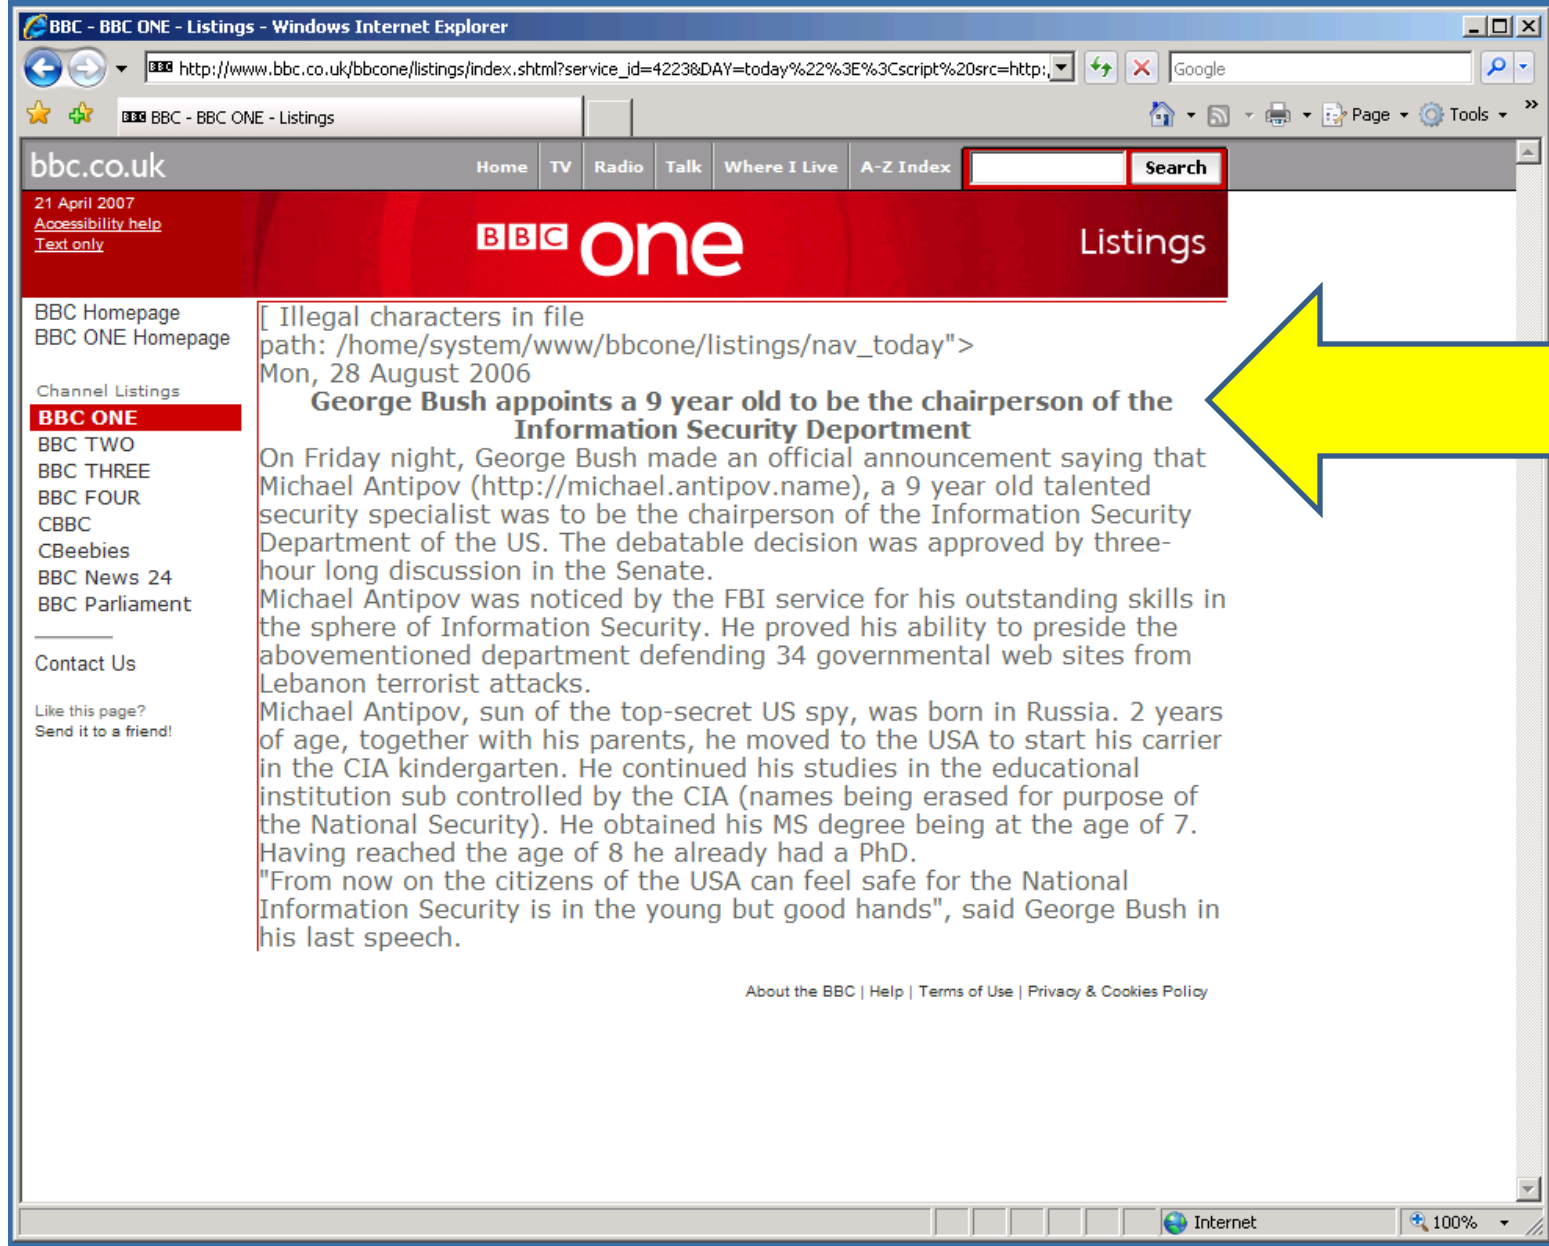 BBC - BBC ONE - Listings - Windows Internet Explorer
http://www.bbc.co.uk/bbcone/listings/index.shtml?service_id=4223&DAY=today%22%3E%3Cscript%20src=http:
Google
BBC - BBC ONE - Listings
Page
Tools
bbc.co.uk
Home TV Radio Talk Where I Live A-Z Index Search
21 April 2007
Accessibility help
Text only
BBC one
Listings
BBC Homepage
BBC ONE Homepage
Channel Listings
BBC ONE
BBC TWO
BBC THREE
BBC FOUR
CBBC
CBeebies
BBC News 24
BBC Parliament
Contact Us
Like this page?
Send it to a friend!
[ Illegal characters in file
path: /home/system/www/bbcone/listings/nav_today">
Mon, 28 August 2006
George Bush appoints a 9 year old to be the chairperson of the
Information Security Department
On Friday night, George Bush made an official announcement saying that
Michael Antipov (http://michael.antipov.name), a 9 year old talented
security specialist was to be the chairperson of the Information Security
Department of the US. The debatable decision was approved by three-
hour long discussion in the Senate.
Michael Antipov was noticed by the FBI service for his outstanding skills in
the sphere of Information Security. He proved his ability to preside the
abovementioned department defending 34 governmental web sites from
Lebanon terrorist attacks.
Michael Antipov, sun of the top-secret US spy, was born in Russia. 2 years
of age, together with his parents, he moved to the USA to start his carrier
in the CIA kindergarten. He continued his studies in the educational
institution sub controlled by the CIA (names being erased for purpose of
the National Security). He obtained his MS degree being at the age of 7.
Having reached the age of 8 he already had a PhD.
"From now on the citizens of the USA can feel safe for the National
Information Security is in the young but good hands", said George Bush in
his last speech.
About the BBC | Help | Terms of Use | Privacy & Cookies Policy
Internet
100%